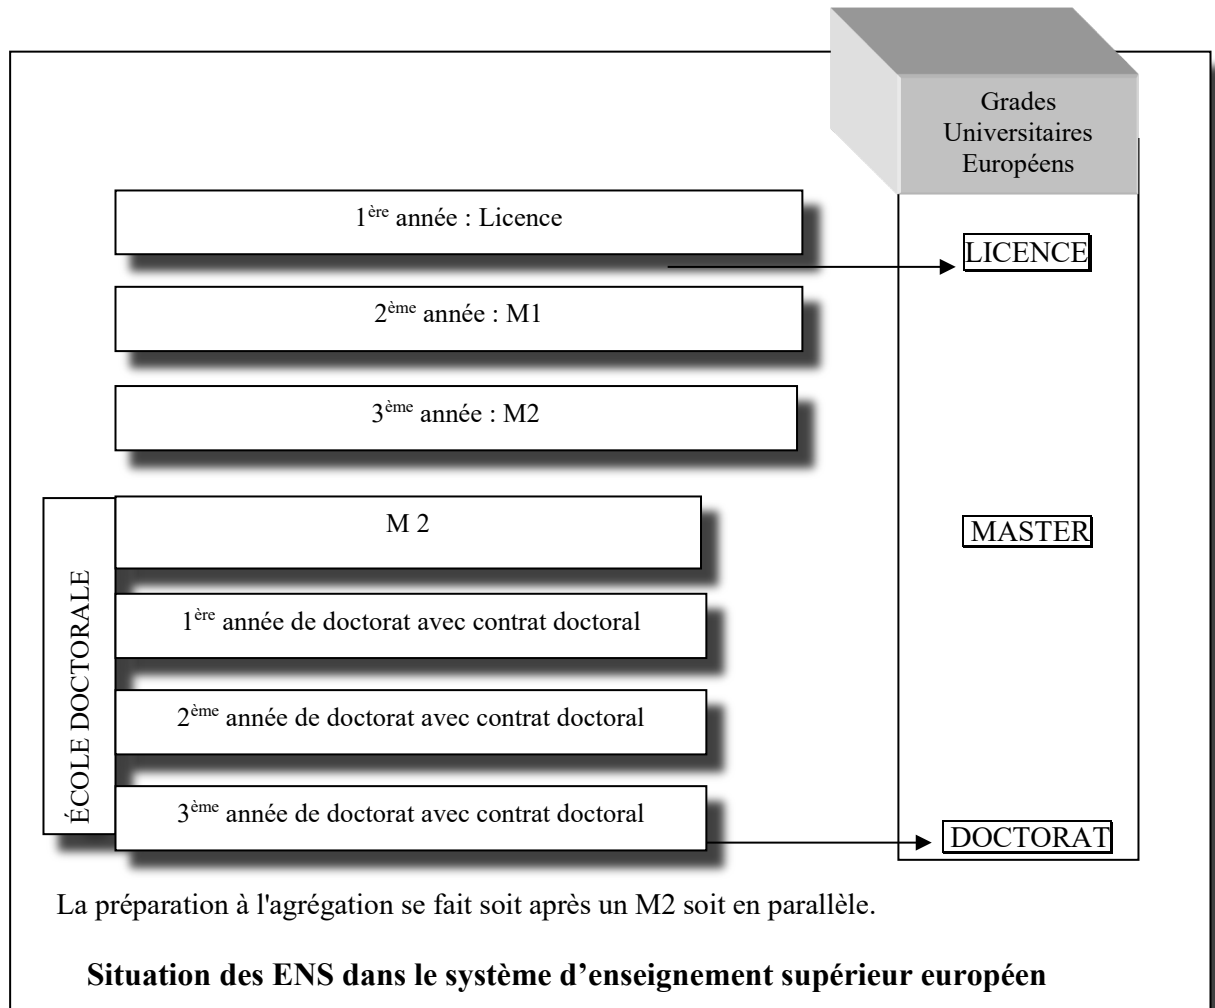 Grades
Universitaires
Européens
1ère année : Licence
LICENCE
2ème année : M1
3ème année : M2
M 2
MASTER
ÉCOLE DOCTORALE
1ère année de doctorat avec contrat doctoral
2ème année de doctorat avec contrat doctoral
3ème année de doctorat avec contrat doctoral
DOCTORAT
La préparation à l'agrégation se fait soit après un M2 soit en parallèle.
Situation des ENS dans le système d’enseignement supérieur européen